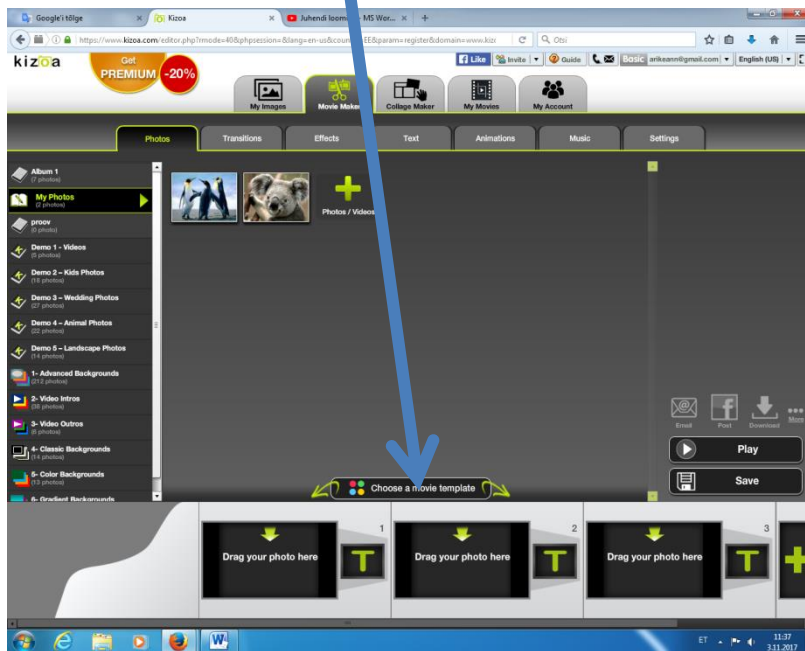 Google'i tõlge
Kizoa
Juhendi loomine MS Wor...
https://www.kizoa.com/editor.php?rmode=40&phpsession=&lang=en-us&coun EE&param=register&domain=www.kiz
Otsi
kizoa
Get
PREMIUM
-20%
Like
Invite
Guide
Basic
arikeann@gmail.com
English (US)
My Images
Movie Maker
Collage Maker
My Movies
My Account
Photos
Transitions
Effects
Text
Animations
Music
Settings
Album 1
(7 photos)
My Photos
(2 photos)
proov
(0 photo)
Demo 1 - Videos
(5 photos)
Demo 2 – Kids Photos
(16 photos)
Demo 3 – Wedding Photos
(27 photos)
Demo 4 – Animal Photos
(22 photos)
Demo 5 – Landscape Photos
(14 photos)
1- Advanced Backgrounds
(212 photos)
2- Video Intros
(38 photos)
3- Video Outros
(6 photos)
4- Classic Backgrounds
(14 photos)
5- Color Backgrounds
(13 photos)
6- Gradient Backgrounds
Photos / Videos
Email
Post
Download
More
Play
Save
Choose a movie template
1
Drag your photo here
T
2
Drag your photo here
T
3
Drag your photo here
T
ET
11:37
3.11.2017